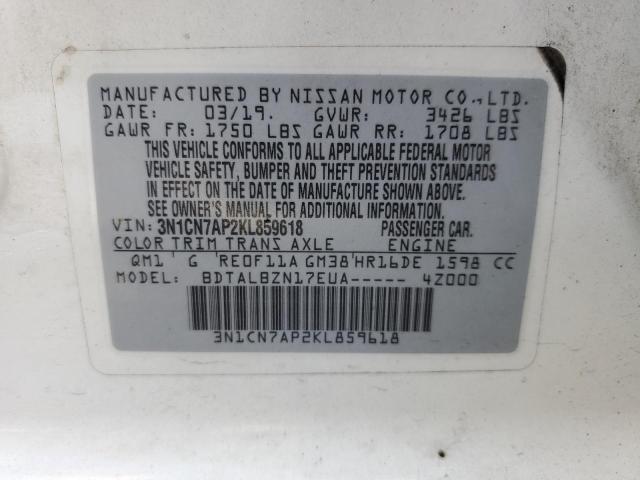 MANUFACTURED BY NISSAN MOTOR CO., LTD.
DATE: 03/19. GVWR: 3426 LBS
GAWR FR: 1750 LBS GAWR RR: 1708 LBS
THIS VEHICLE CONFORMS TO ALL APPLICABLE FEDERAL MOTOR
VEHICLE SAFETY, BUMPER AND THEFT PREVENTION STANDARDS
IN EFFECT ON THE DATE OF MANUFACTURE SHOWN ABOVE.
SEE OWNER'S MANUAL FOR ADDITIONAL INFORMATION.
VIN: 3N1CN7AP2KL859618 PASSENGER CAR.
COLOR TRIM TRANS AXLE ENGINE
QM1 G RE0F11A GM38 HR16DE 1598 CC
MODEL: BDTALBZN17EUA----- 4Z000
3N1CN7AP2KL859618